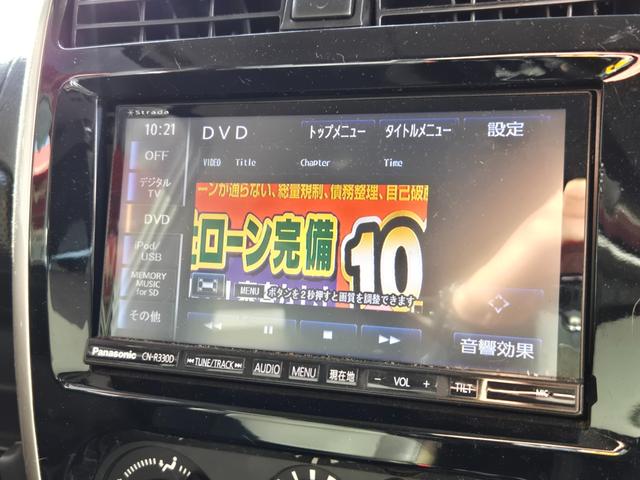 Strada
10:21 DVD トップメニュー タイトルメニュー 設定
OFF
VIDEO Title Chapter Time
デジタル
TV
ーンが通らない、総量規制、債務整理、自己破産
DVD
ローン完備 10
iPod/
USB
MEMORY
MUSIC
for SD
MENU ボタンを2秒押すと画質を調整できます
その他
音響効果
Panasonic CN-R330D TUNE/TRACK AUDIO MENU 現在地 − VOL + TILT MIC